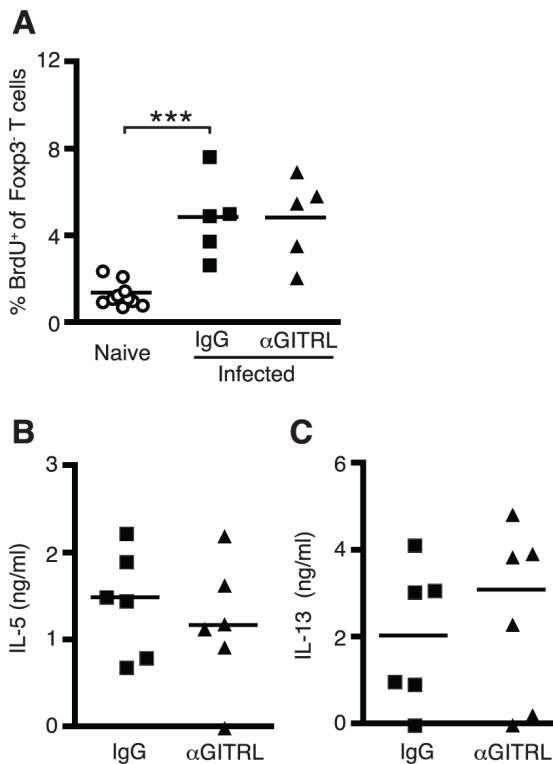 A
% BrdU⁺ of Foxp3⁻ T cells
12
8
4
0
***
Naive
IgG
αGITRL
Infected
B
IL-5 (ng/ml)
3
2
1
0
IgG
αGITRL
C
IL-13 (ng/ml)
6
4
2
0
IgG
αGITRL